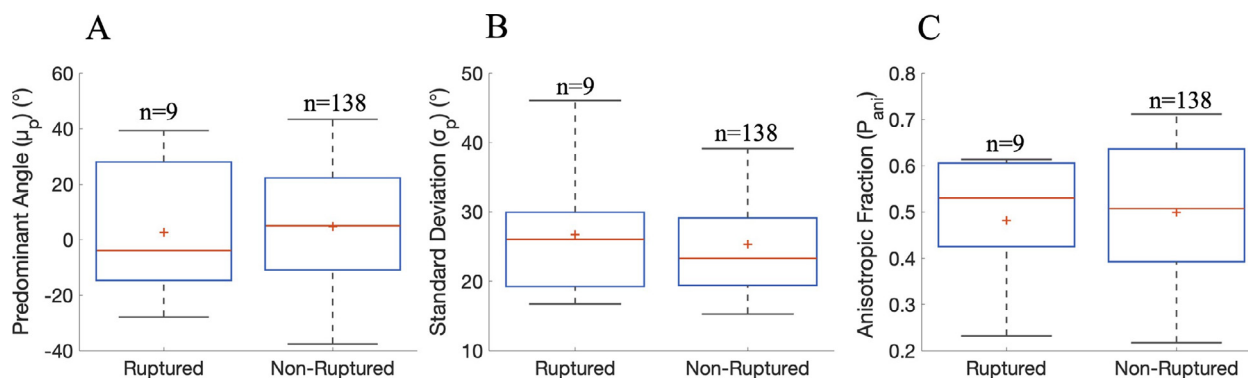 A
Predominant Angle (μp) (°)
60
40
20
0
-20
-40
n=9
n=138
Ruptured
Non-Ruptured
B
Standard Deviation (σp) (°)
50
40
30
20
10
n=9
n=138
Ruptured
Non-Ruptured
C
Anisotropic Fraction (Pani)
0.8
0.7
0.6
0.5
0.4
0.3
0.2
n=9
n=138
Ruptured
Non-Ruptured